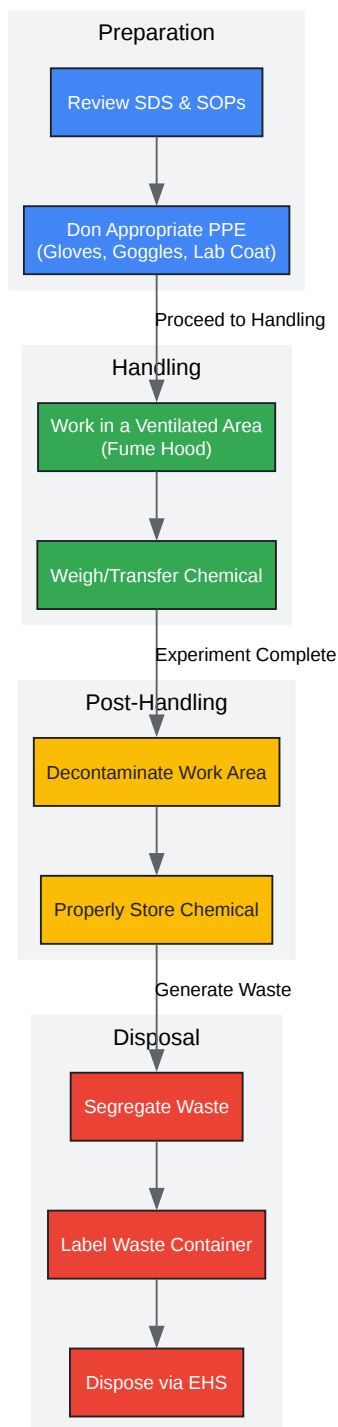 Preparation
Review SDS & SOPs
Don Appropriate PPE
(Gloves, Goggles, Lab Coat)
Proceed to Handling
Handling
Work in a Ventilated Area
(Fume Hood)
Weigh/Transfer Chemical
Experiment Complete
Post-Handling
Decontaminate Work Area
Properly Store Chemical
Generate Waste
Disposal
Segregate Waste
Label Waste Container
Dispose via EHS